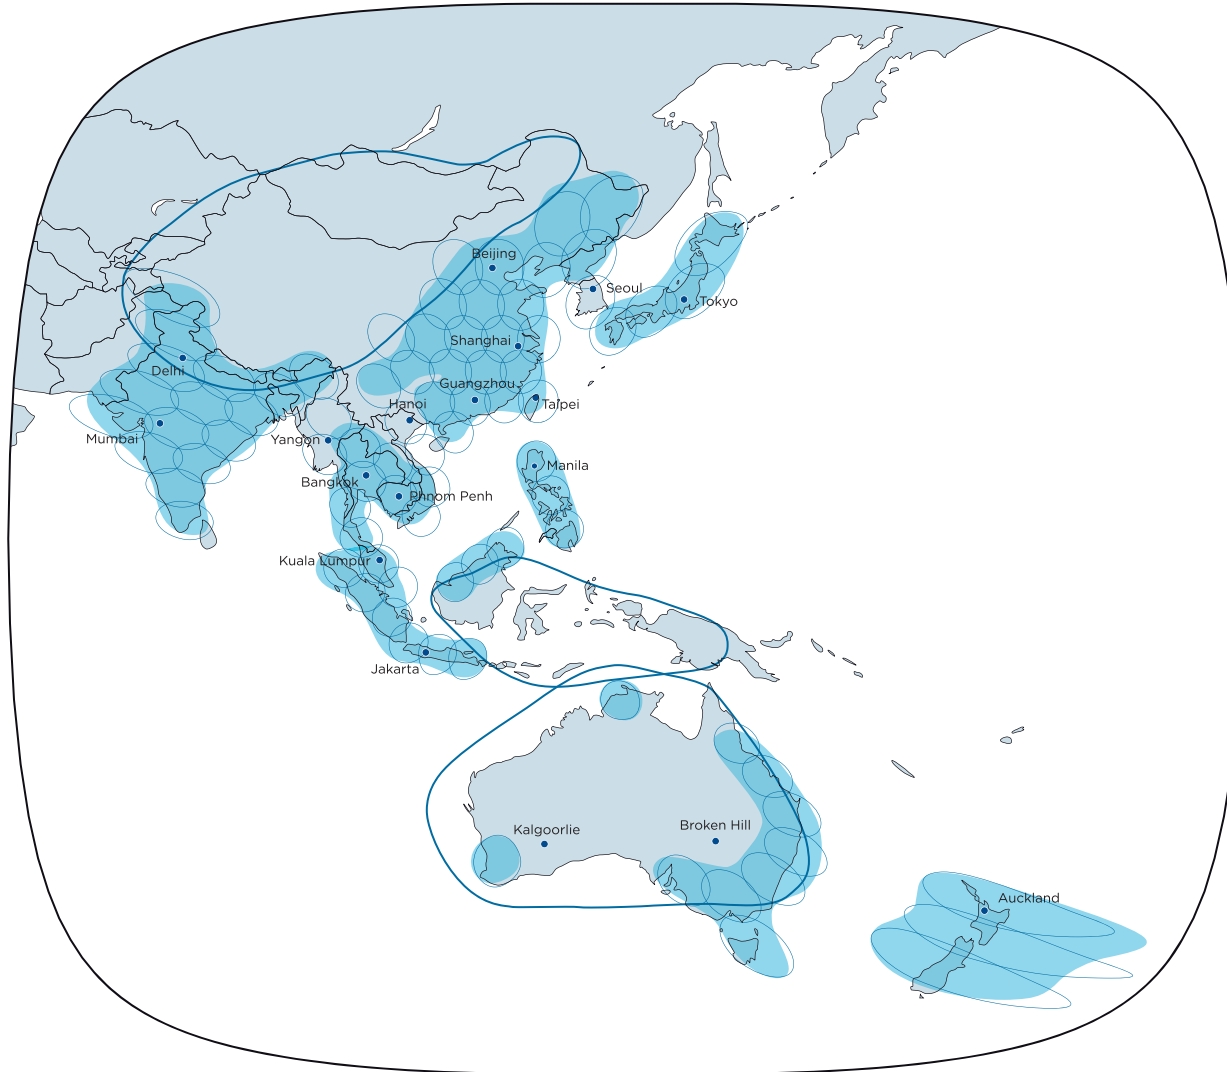 Beijing
Seoul
Tokyo
Shanghai
Delhi
Guangzhou
Hanoi
Taipei
Mumbai
Yangon
Manila
Bangkok
Phnom Penh
Kuala Lumpur
Jakarta
Kalgoorlie
Broken Hill
Auckland